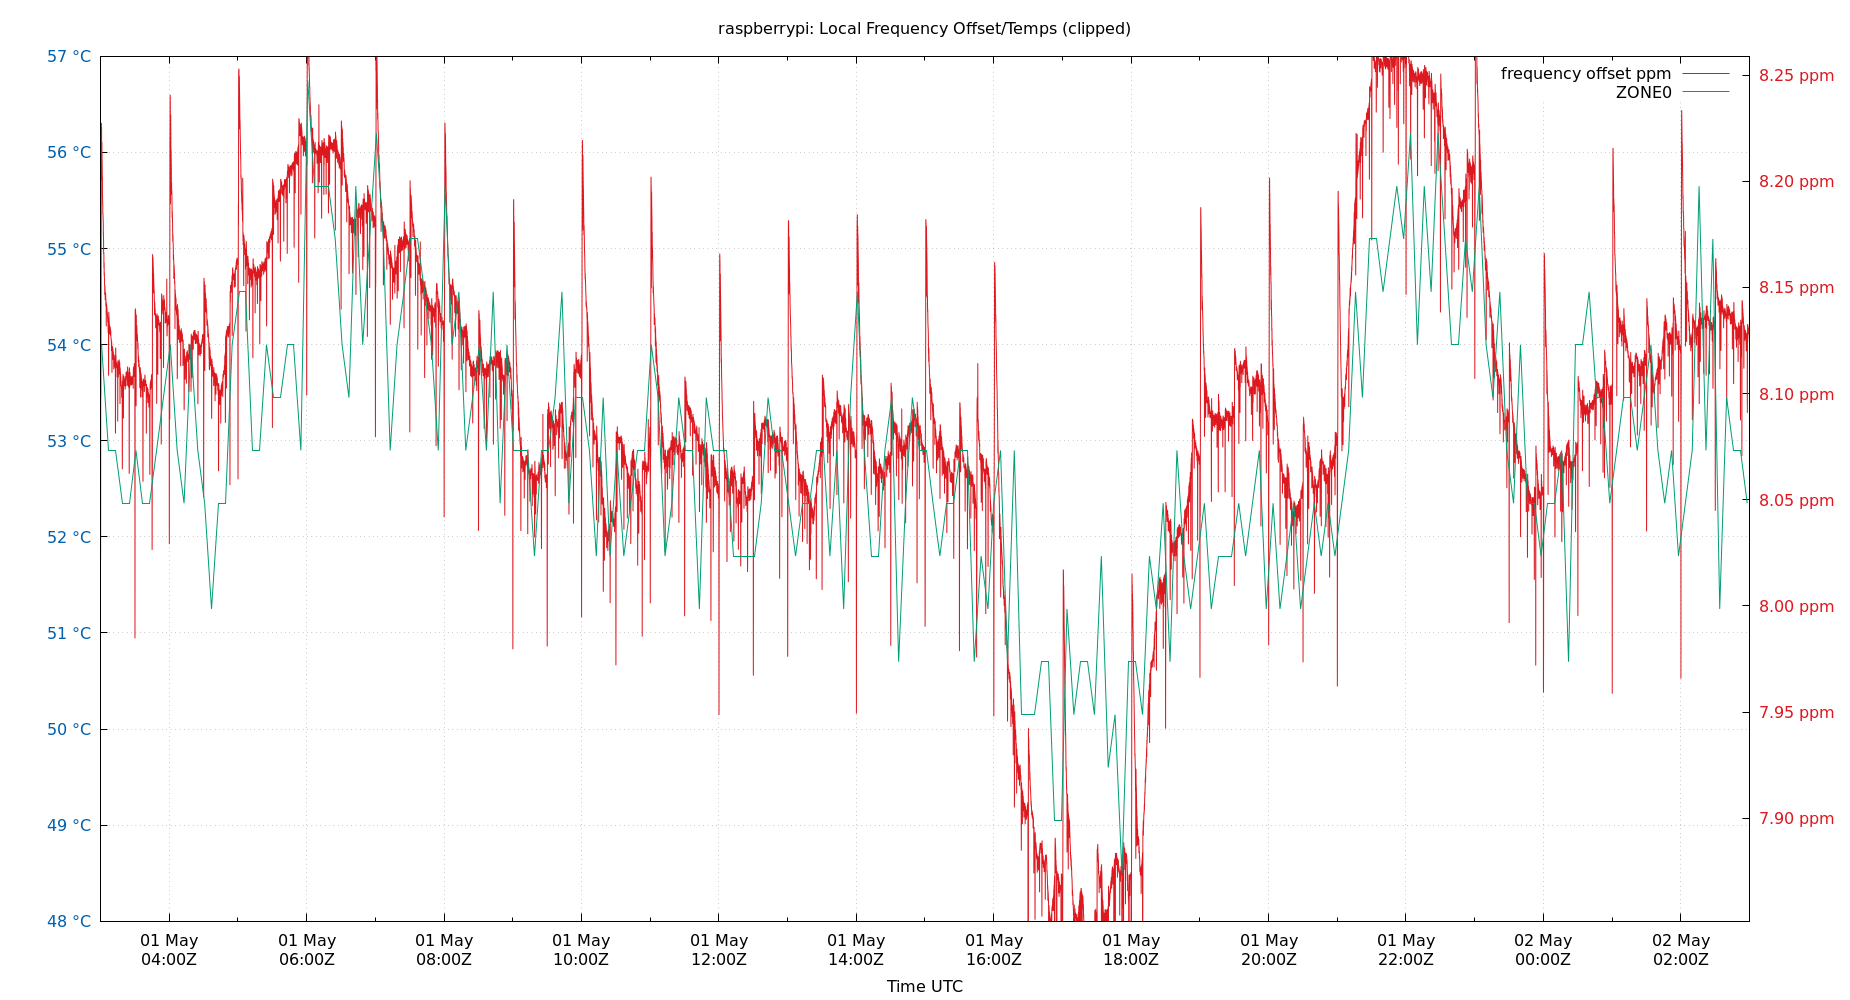 raspberrypi: Local Frequency Offset/Temps (clipped)
57 °C
56 °C
55 °C
54 °C
53 °C
52 °C
51 °C
50 °C
49 °C
48 °C
frequency offset ppm
ZONE0
8.25 ppm
8.20 ppm
8.15 ppm
8.10 ppm
8.05 ppm
8.00 ppm
7.95 ppm
7.90 ppm
01 May 01 May 01 May 01 May 01 May 01 May 01 May 01 May 01 May 01 May 02 May 02 May
04:00Z 06:00Z 08:00Z 10:00Z 12:00Z 14:00Z 16:00Z 18:00Z 20:00Z 22:00Z 00:00Z 02:00Z
Time UTC